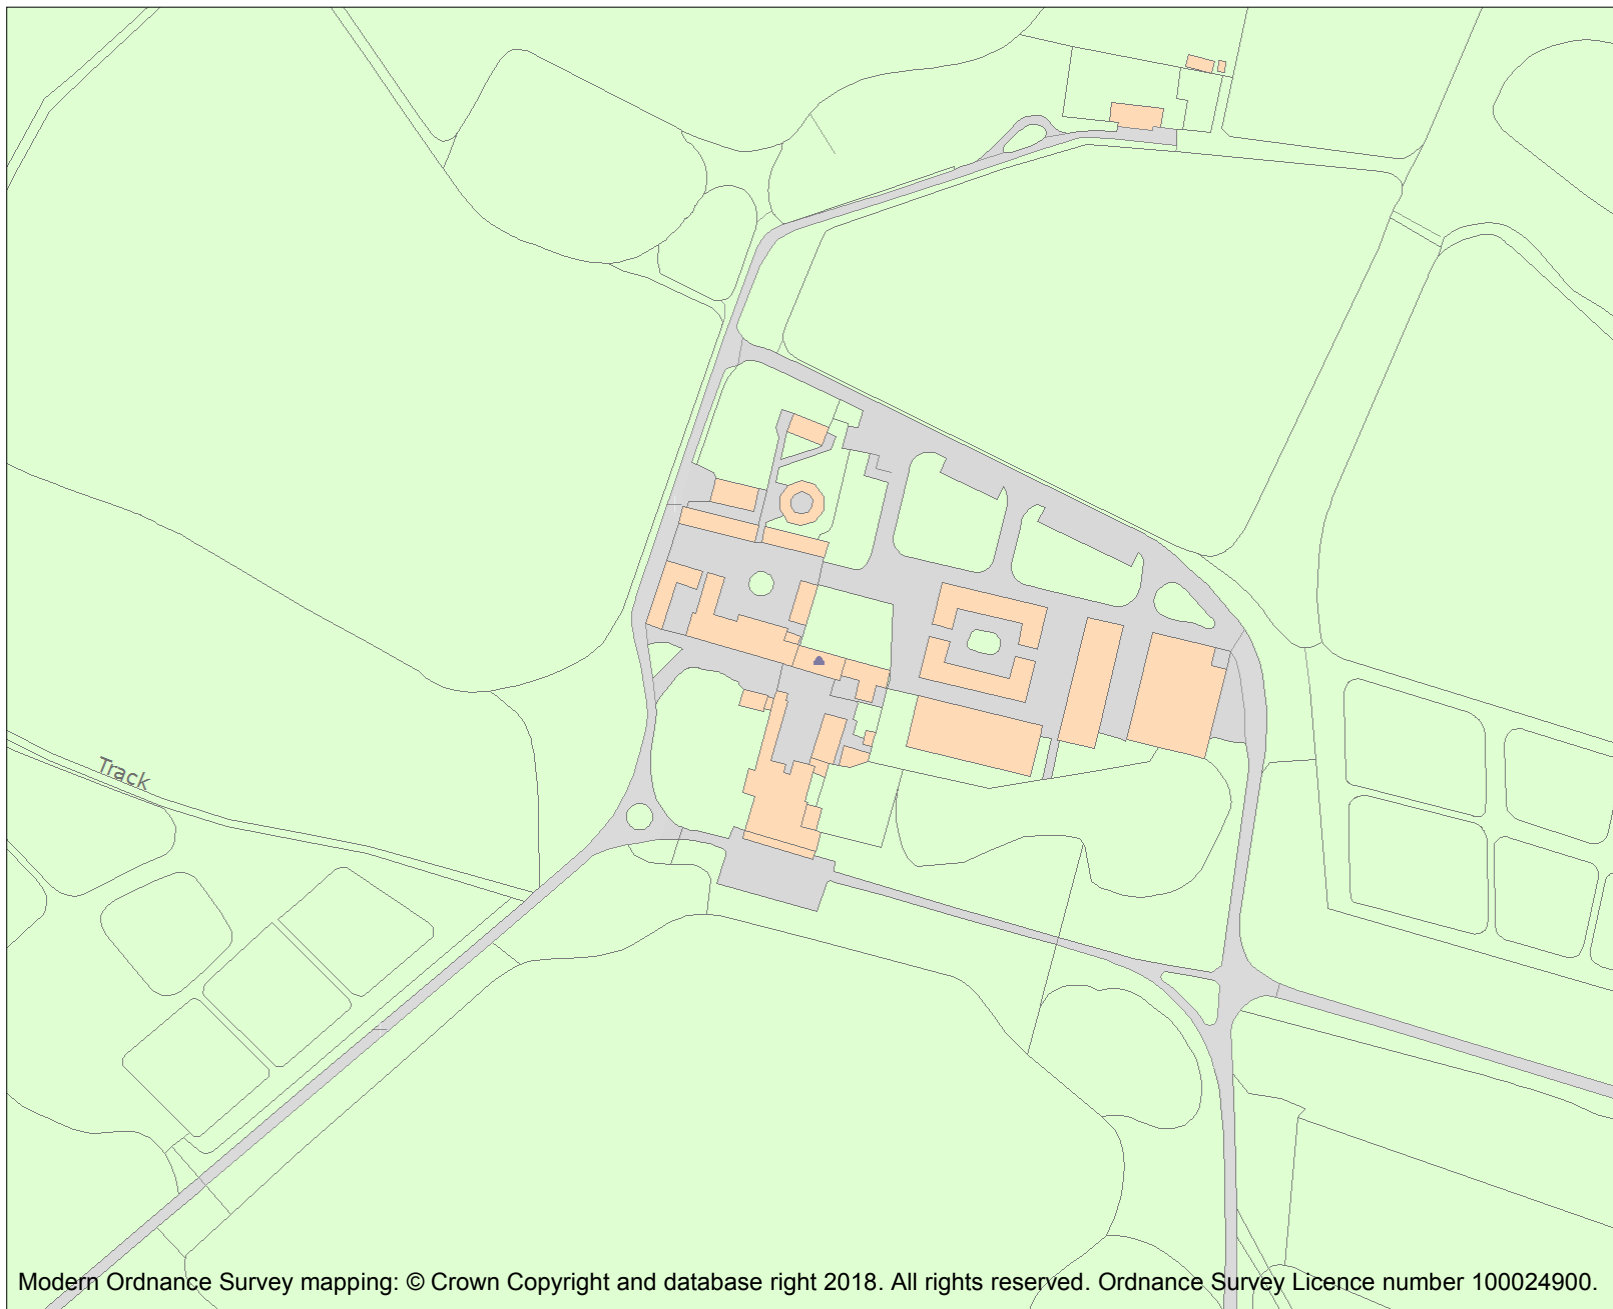 Track
Modern Ordnance Survey mapping: © Crown Copyright and database right 2018. All rights reserved. Ordnance Survey Licence number 100024900.